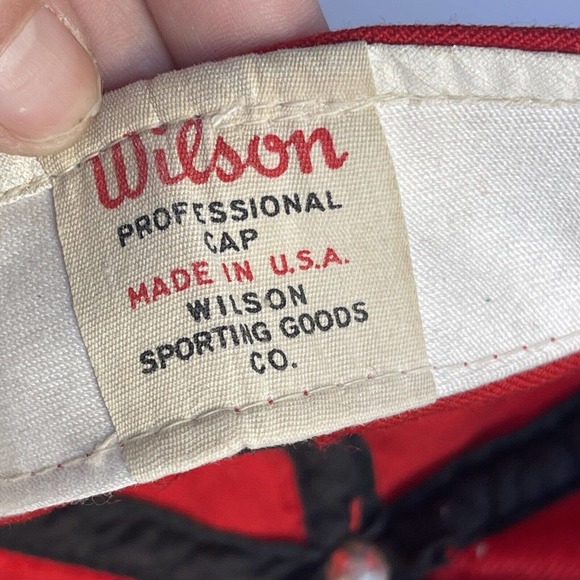 Wilson
PROFESSIONAL
CAP
MADE IN U.S.A.
WILSON
SPORTING GOODS
CO.